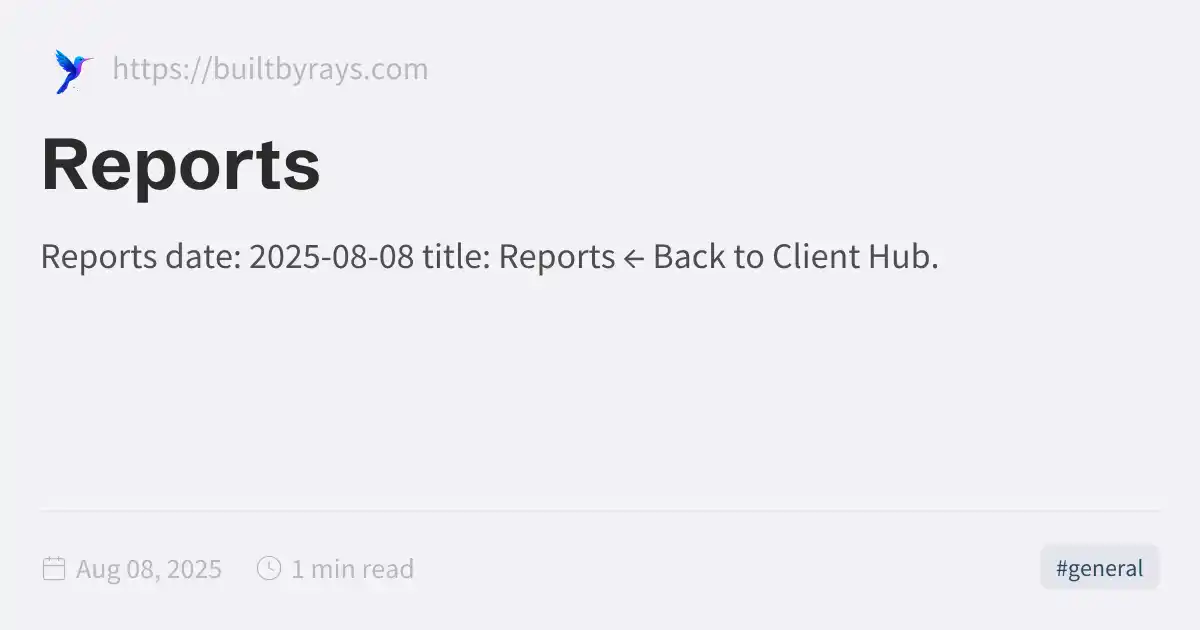 https://builtbyrays.com
Reports
Reports date: 2025-08-08 title: Reports ← Back to Client Hub.
Aug 08, 2025 1 min read #general